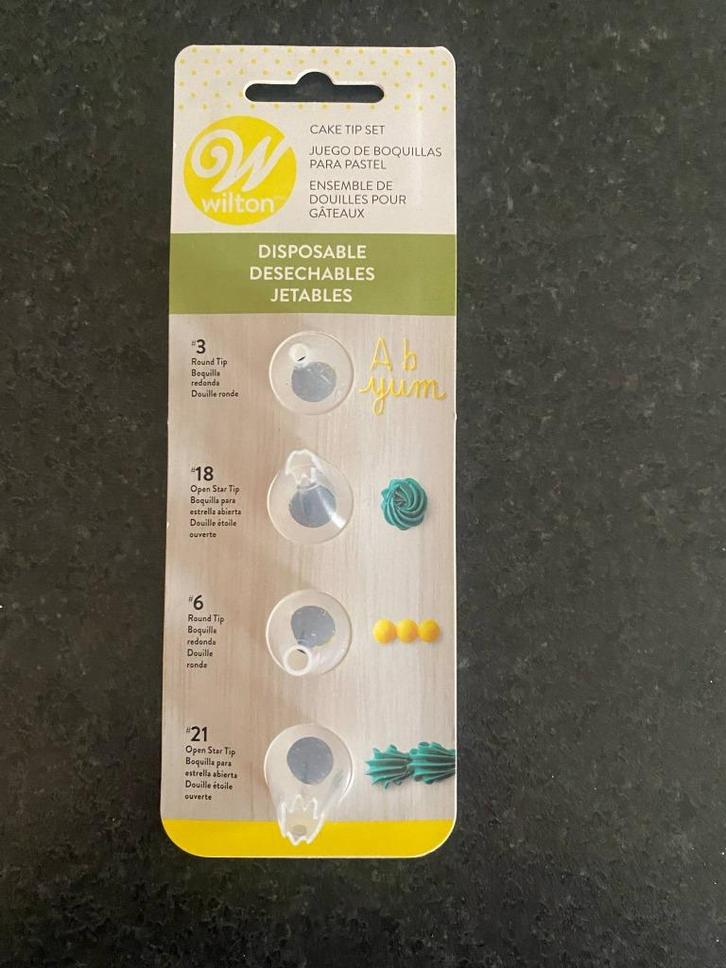 W
wilton
CAKE TIP SET
JUEGO DE BOQUILLAS
PARA PASTEL
ENSEMBLE DE
DOUILLES POUR
GÂTEAUX
DISPOSABLE
DESECHABLES
JETABLES
#3
Round Tip
Boquilla
redonda
Douille ronde
A b
yum
#18
Open Star Tip
Boquilla para
estrella abierta
Douille étoile
ouverte
#6
Round Tip
Boquilla
redonda
Douille
ronde
#21
Open Star Tip
Boquilla para
estrella abierta
Douille étoile
ouverte